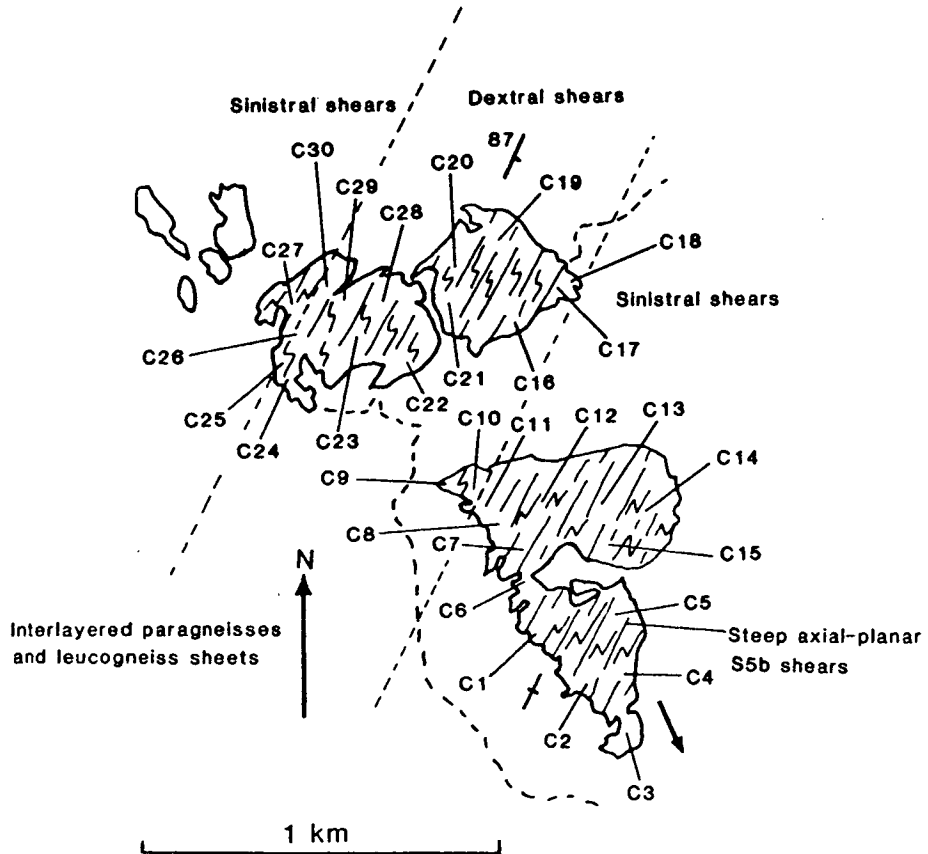 Sinistral shears
Dextral shears
87
C30
C20
C29
C19
C28
C27
C18
Sinistral shears
C26
C17
C21
C16
C25
C22
C24
C23
C10
C11
C12
C13
C9
C14
C8
C7
C15
N
C6
C5
Interlayered paragneisses
and leucogneiss sheets
Steep axial-planar
S5b shears
C1
C4
C2
C3
1 km